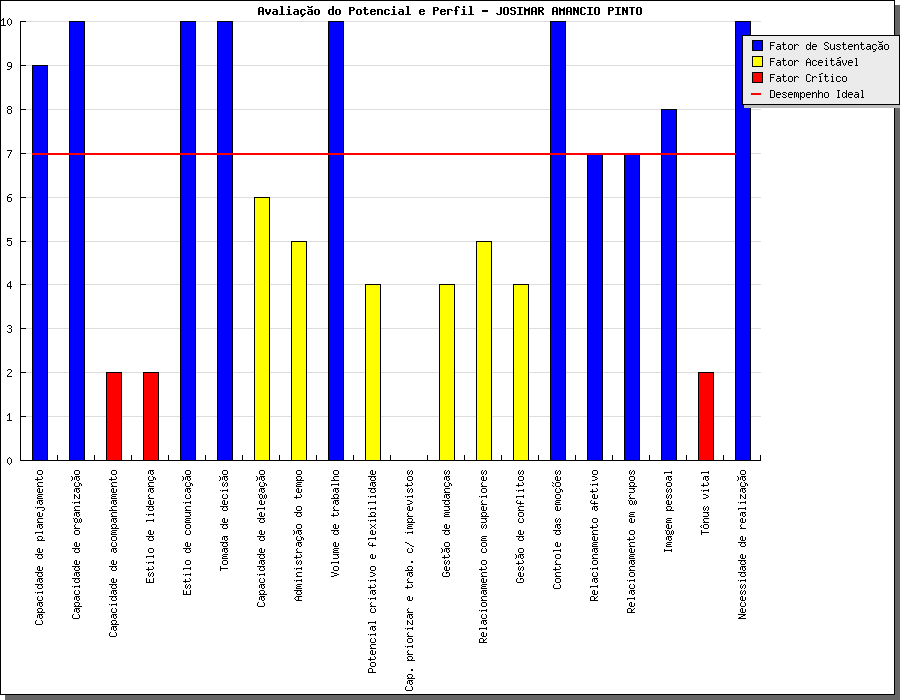 Avaliação do Potencial e Perfil - JOSIMAR AMANCIO PINTO
Fator de Sustentação
Fator Aceitável
Fator Crítico
Desempenho Ideal
10
9
8
7
6
5
4
3
2
1
0
Capacidade de planejamento
Capacidade de organização
Capacidade de acompanhamento
Estilo de liderança
Estilo de comunicação
Tomada de decisão
Capacidade de delegação
Administração do tempo
Volume de trabalho
Potencial criativo e flexibilidade
Cap. priorizar e trab. c/ imprevistos
Gestão de mudanças
Relacionamento com superiores
Gestão de conflitos
Controle das emoções
Relacionamento afetivo
Relacionamento em grupos
Imagem pessoal
Tônus vital
Necessidade de realização